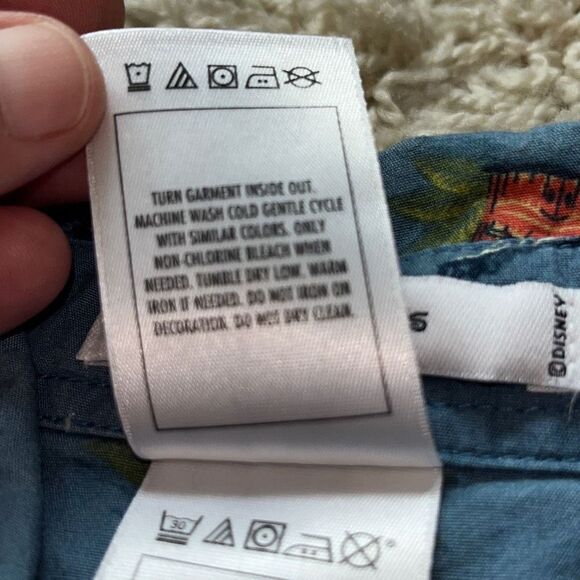 TURN GARMENT INSIDE OUT.
MACHINE WASH COLD GENTLE CYCLE
WITH SIMILAR COLORS. ONLY
NON-CHLORINE BLEACH WHEN
NEEDED. TUMBLE DRY LOW. WARM
IRON IF NEEDED. DO NOT IRON OR
DECORATION. DO NOT DRY CLEAN.
©DISNEY
30